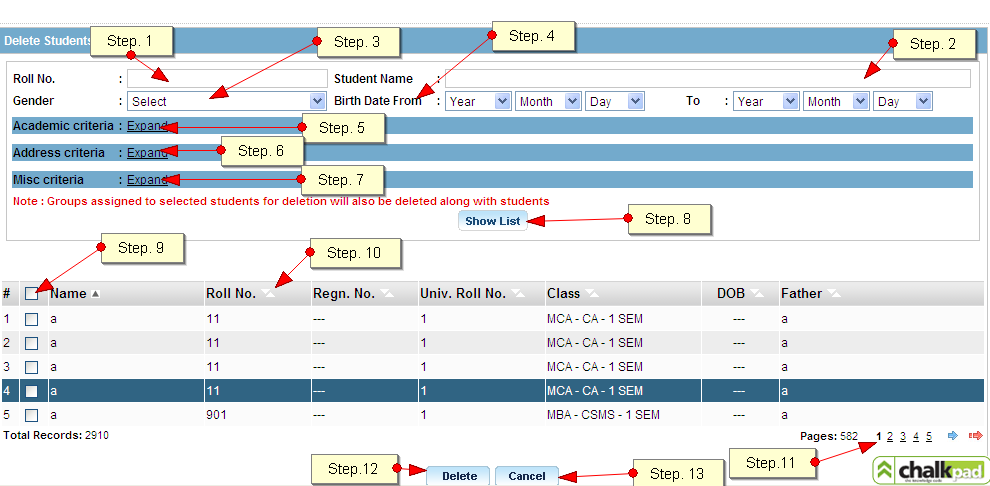 Delete Students Step. 1 Step. 3 Step. 4 Step. 2
Roll No. : Student Name :
Gender : Select Birth Date From : Year Month Day To : Year Month Day
Academic criteria : Expand Step. 5
Address criteria : Expand Step. 6
Misc criteria : Expand Step. 7
Note : Groups assigned to selected students for deletion will also be deleted along with students
Show List Step. 8
Step. 9 Step. 10
# Name Roll No. Regn. No. Univ. Roll No. Class DOB Father
1 a 11 --- 1 MCA - CA - 1 SEM --- a
2 a 11 --- 1 MCA - CA - 1 SEM --- a
3 a 11 --- 1 MCA - CA - 1 SEM --- a
4 a 11 --- 1 MCA - CA - 1 SEM --- a
5 a 901 --- 1 MBA - CSMS - 1 SEM --- a
Total Records: 2910 Pages: 582 1 2 3 4 5
Step.12 Delete Cancel Step. 13 Step.11
chalkpad